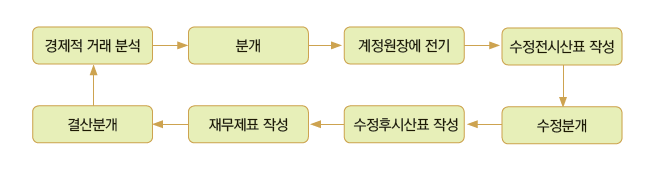 경제적 거래 분석
분개
계정원장에 전기
수정전시산표 작성
수정분개
수정후시산표 작성
재무제표 작성
결산분개